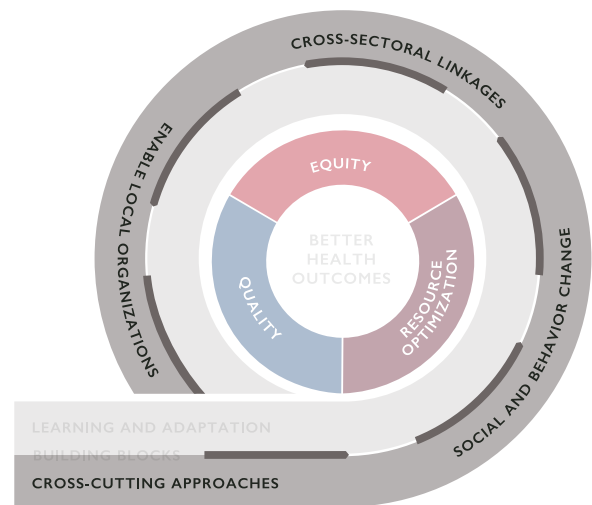 CROSS-SECTORAL LINKAGES
ENABLE LOCAL ORGANIZATIONS
SOCIAL AND BEHAVIOR CHANGE
EQUITY
QUALITY
RESOURCE
OPTIMIZATION
BETTER
HEALTH
OUTCOMES
LEARNING AND ADAPTATION
BUILDING BLOCKS
CROSS-CUTTING APPROACHES